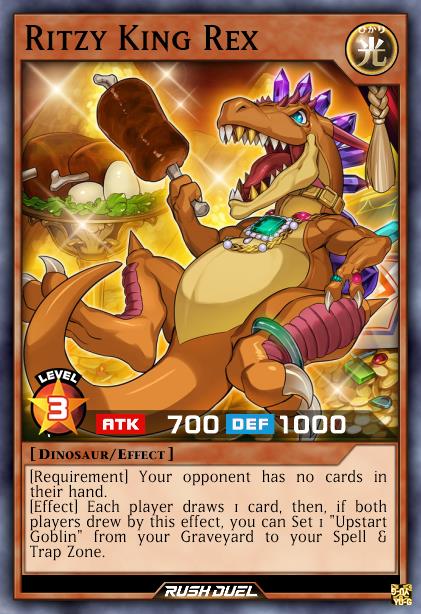 RITZY KING REX
ひかり
光
LEVEL
3
ATK 700 DEF 1000
[DINOSAUR/EFFECT]
[Requirement] Your opponent has no cards in
their hand.
[Effect] Each player draws 1 card, then, if both
players drew by this effect, you can Set 1 "Upstart
Goblin" from your Graveyard to your Spell &
Trap Zone.
RUSH DUEL